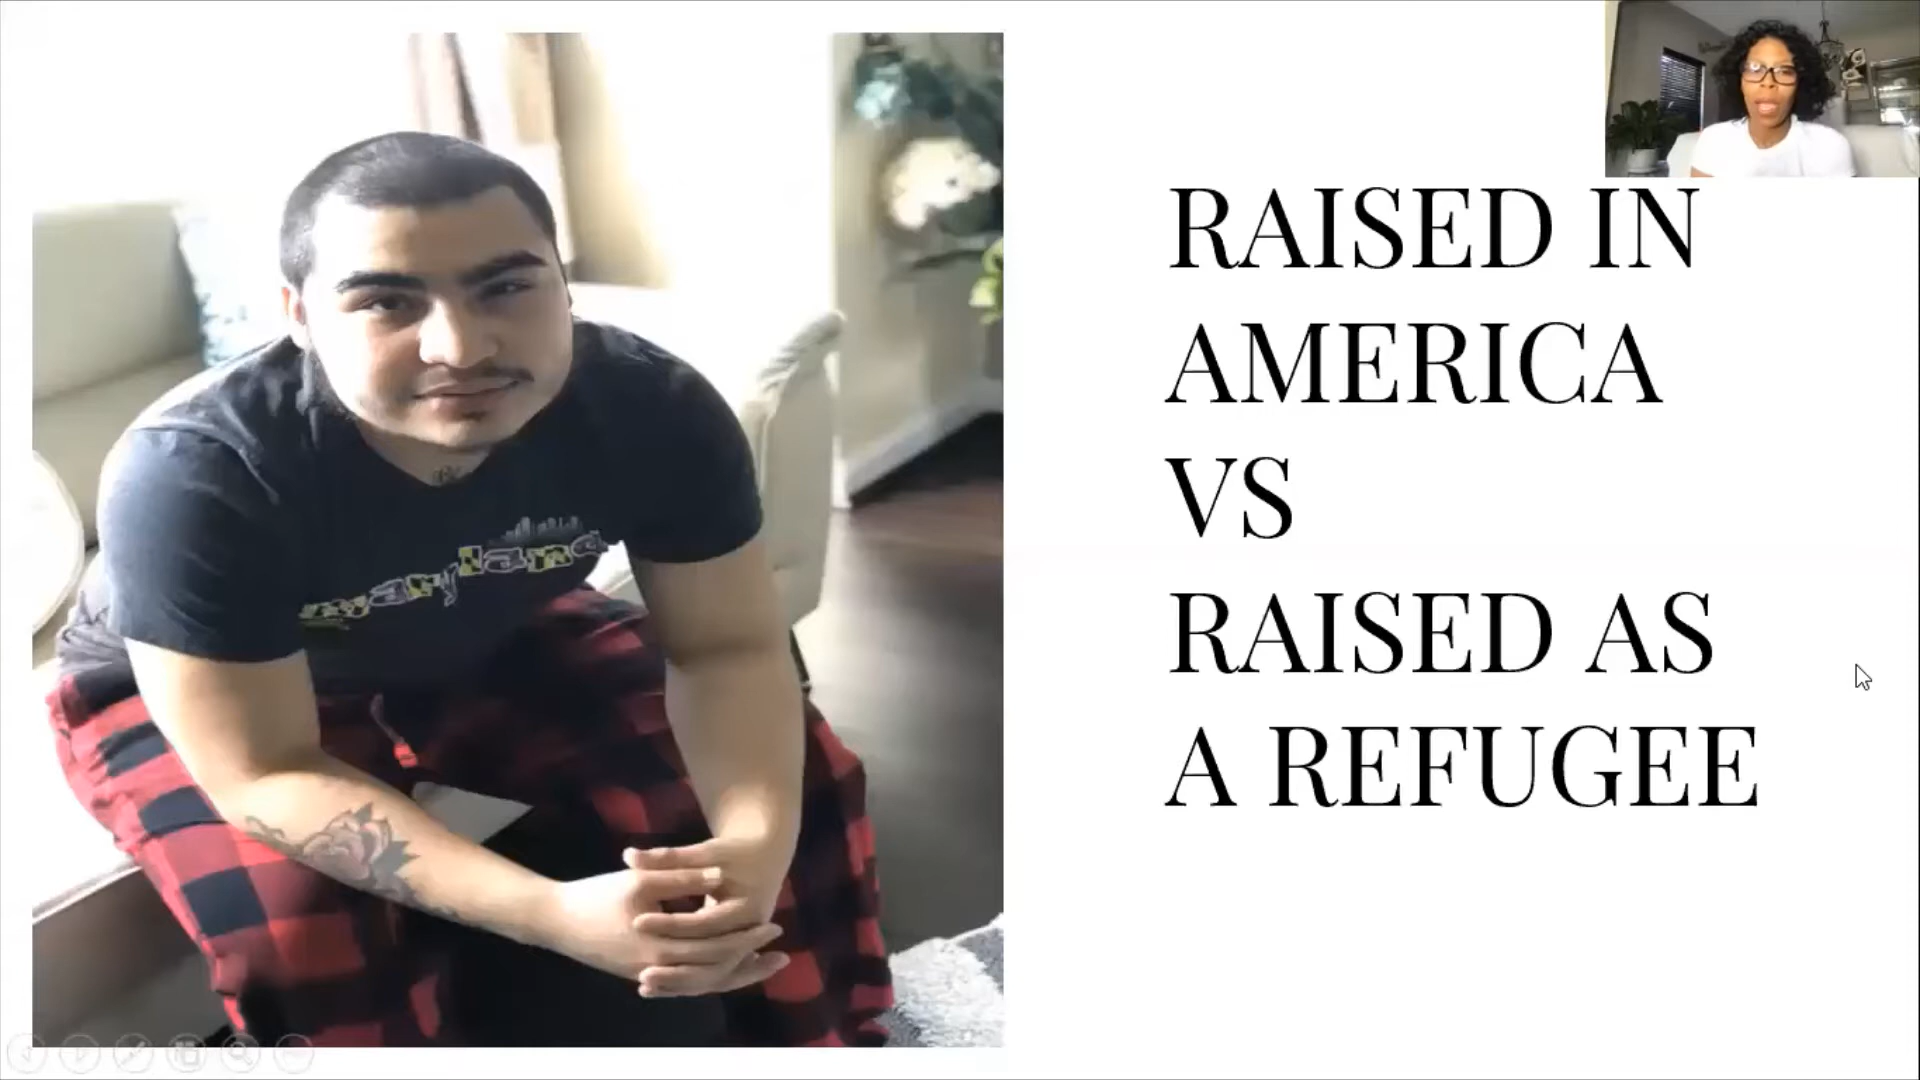 RAISED IN
AMERICA
VS
RAISED AS
A REFUGEE
maryland